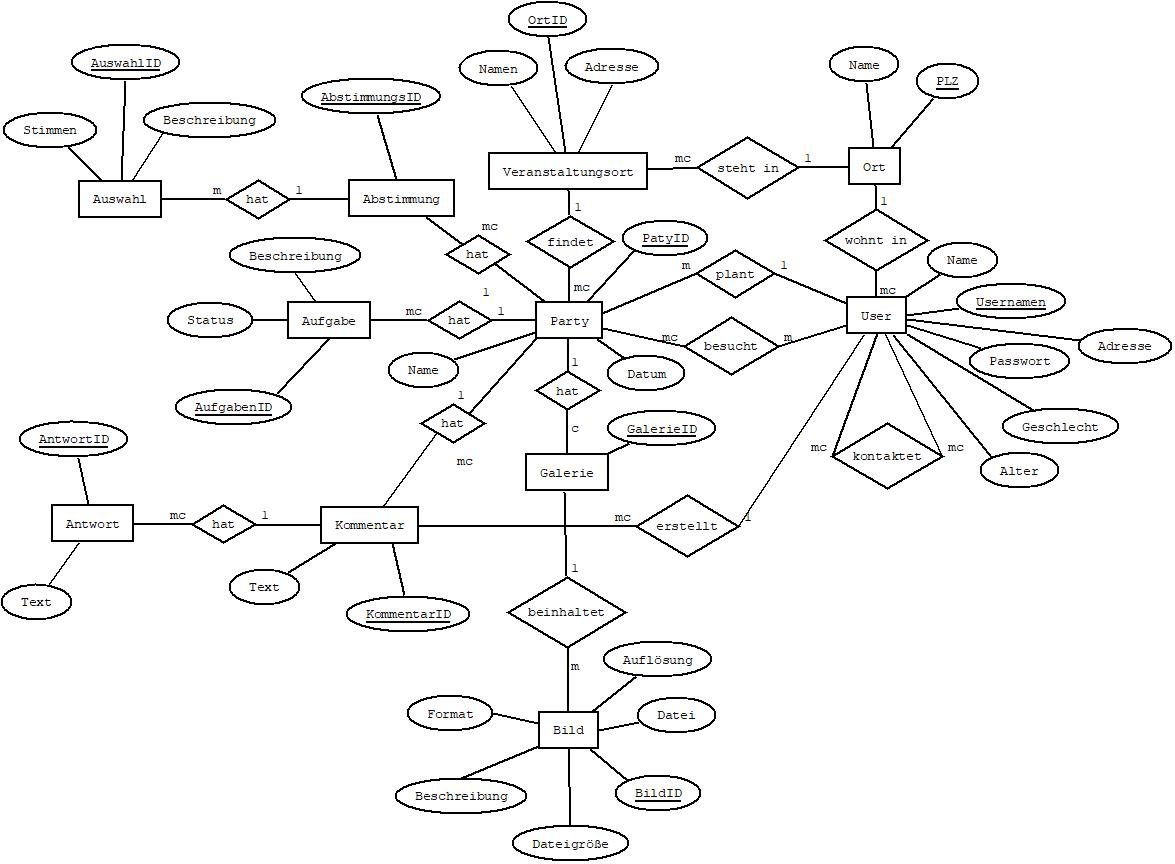 OrtID
AuswahlID
Namen
Adresse
Name
PLZ
AbstimmungsID
Stimmen
Beschreibung
Veranstaltungsort
mc
steht in
1
Ort
Auswahl
m
hat
1
Abstimmung
1
1
mc
hat
findet
PatyID
wohnt in
Beschreibung
m
plant
1
Name
mc
mc
1
Usernamen
Status
Aufgabe
mc
hat
1
Party
User
mc
besucht
m
Adresse
Name
1
Datum
Passwort
hat
1
AufgabenID
hat
Geschlecht
c
GalerieID
AntwortID
mc
kontaktet
mc
mc
Galerie
Alter
Antwort
mc
hat
1
Kommentar
mc
erstellt
1
Text
Text
1
KommentarID
beinhaltet
m
Auflösung
Format
Bild
Datei
Beschreibung
BildID
Dateigröße